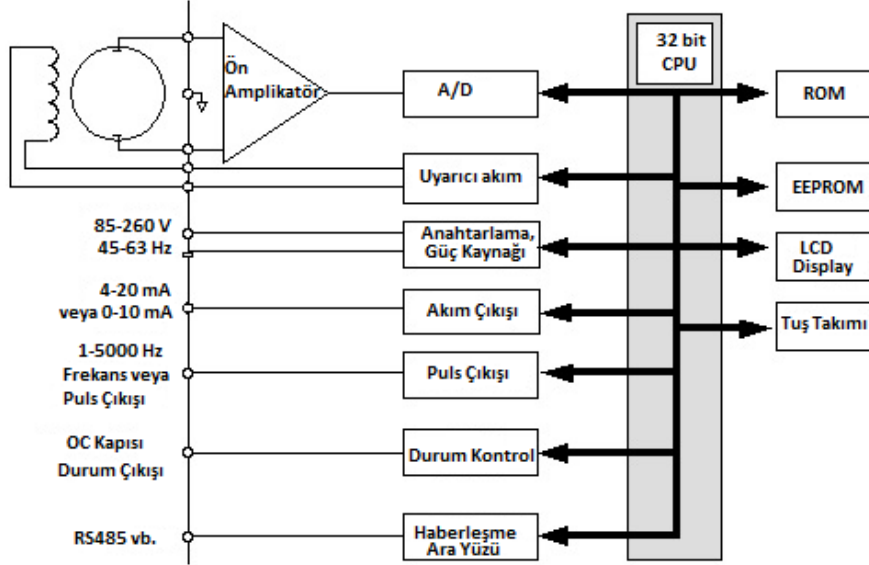 32 bit
CPU
Ön
Amplikatör
A/D
ROM
Uyarıcı akım
EEPROM
85-260 V
45-63 Hz
Anahtarlama,
Güç Kaynağı
LCD
Display
4-20 mA
veya 0-10 mA
Akım Çıkışı
Tuş Takımı
1-5000 Hz
Frekans veya
Puls Çıkışı
Puls Çıkışı
OC Kapısı
Durum Çıkışı
Durum Kontrol
RS485 vb.
Haberleşme
Ara Yüzü